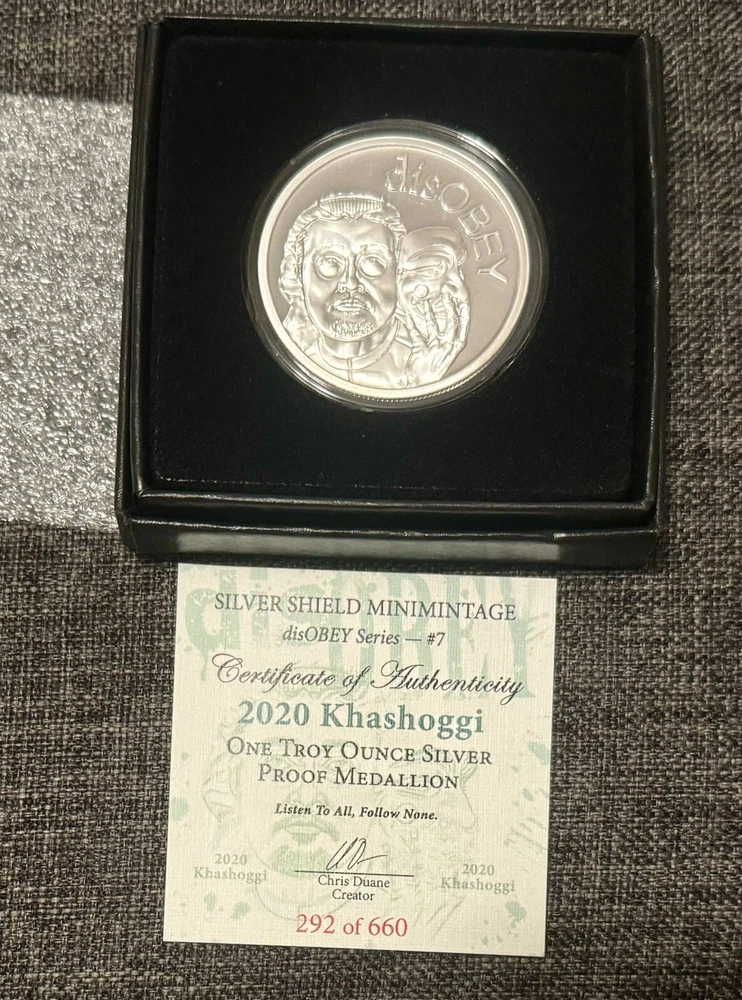 disOBEY
SILVER SHIELD MINIMINTAGE
disOBEY Series — #7
Certificate of Authenticity
2020 Khashoggi
ONE TROY OUNCE SILVER
PROOF MEDALLION
Listen To All, Follow None.
2020
Khashoggi
Chris Duane
Creator
2020
Khashoggi
292 of 660